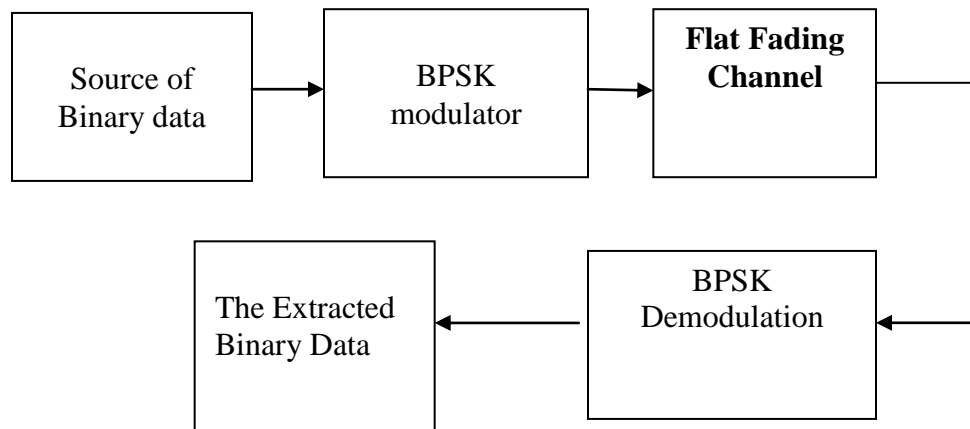 Source of
Binary data
BPSK
modulator
Flat Fading
Channel
BPSK
Demodulation
The Extracted
Binary Data